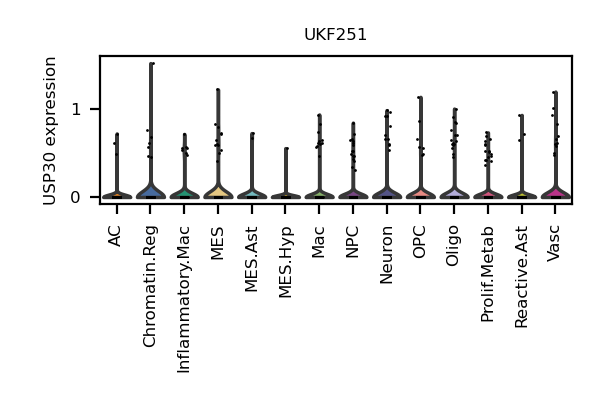 UKF251
USP30 expression
1
0
AC
Chromatin.Reg
Inflammatory.Mac
MES
MES.Ast
MES.Hyp
Mac
NPC
Neuron
OPC
Oligo
Prolif.Metab
Reactive.Ast
Vasc